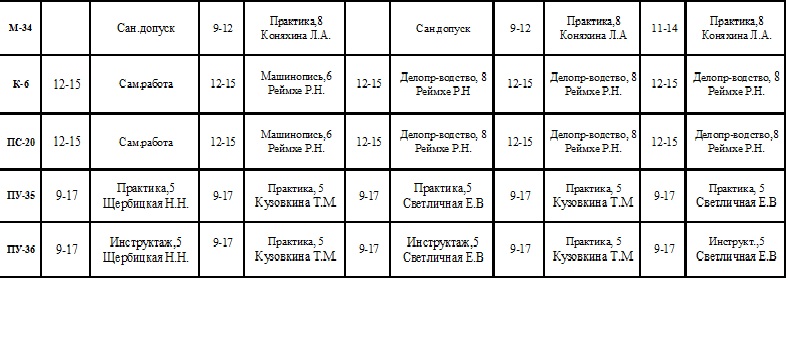 М-34 Сан.допуск 9-12 Практика,8 Сан.допуск 9-12 Практика,8 11-14 Практика,8
Коняхина Л.А. Коняхина Л.А Коняхина Л.А.
К-6 12-15 Сам.работа 12-15 Машинопись,6 12-15 Делопр-водство, 8 12-15 Делопр-водство, 8 12-15 Делопр-водство, 8
Реймхе Р.Н. Реймхе Р.Н Реймхе Р.Н. Реймхе Р.Н.
ПС-20 12-15 Сам.работа 12-15 Машинопись,6 12-15 Делопр-водство, 8 12-15 Делопр-водство, 8 12-15 Делопр-водство,8
Реймхе Р.Н. Реймхе Р.Н. Реймхе Р.Н. Реймхе Р.Н.
ПУ-35 9-17 Практика,5 9-17 Практика, 5 9-17 Практика,5 9-17 Практика, 5 9-17 Практика, 5
Щербицкая Н.Н. Кузовкина Т.М. Светличная Е.В Кузовкина Т.М. Светличная Е.В
ПУ-36 9-17 Инструктаж,5 9-17 Практика, 5 9-17 Инструктаж,5 9-17 Практика, 5 9-17 Инструкт.,5
Щербицкая Н.Н. Кузовкина Т.М. Светличная Е.В Кузовкина Т.М. Светличная Е.В